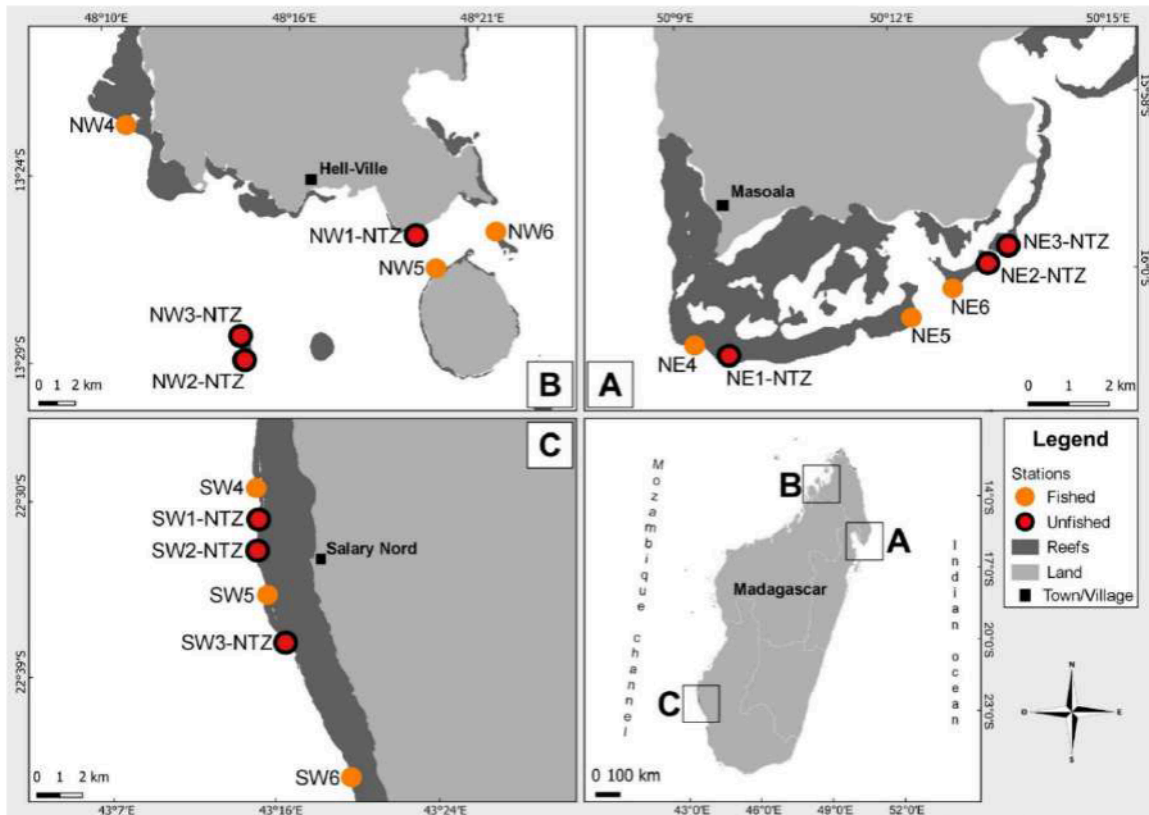 48°10'E
48°16'E
48°21'E
13°24'S
13°29'S
NW4
Hell-Ville
NW1-NTZ
NW6
NW5
NW3-NTZ
NW2-NTZ
0 1 2 km
B
50°9'E
50°12'E
50°15'E
15°58'S
16°0'S
Masoala
NE3-NTZ
NE2-NTZ
NE6
NE5
NE4
NE1-NTZ
A
0 1 2 km
C
22°30'S
22°39'S
SW4
SW1-NTZ
SW2-NTZ
Salary Nord
SW5
SW3-NTZ
SW6
0 1 2 km
43°7'E
43°16'E
43°24'E
B
A
C
Mozambique channel
Madagascar
Indian ocean
14°0'S
17°0'S
20°0'S
23°0'S
0 100 km
43°0'E
46°0'E
49°0'E
52°0'E
Legend
Stations
Fished
Unfished
Reefs
Land
Town/Village
N
O
E
S